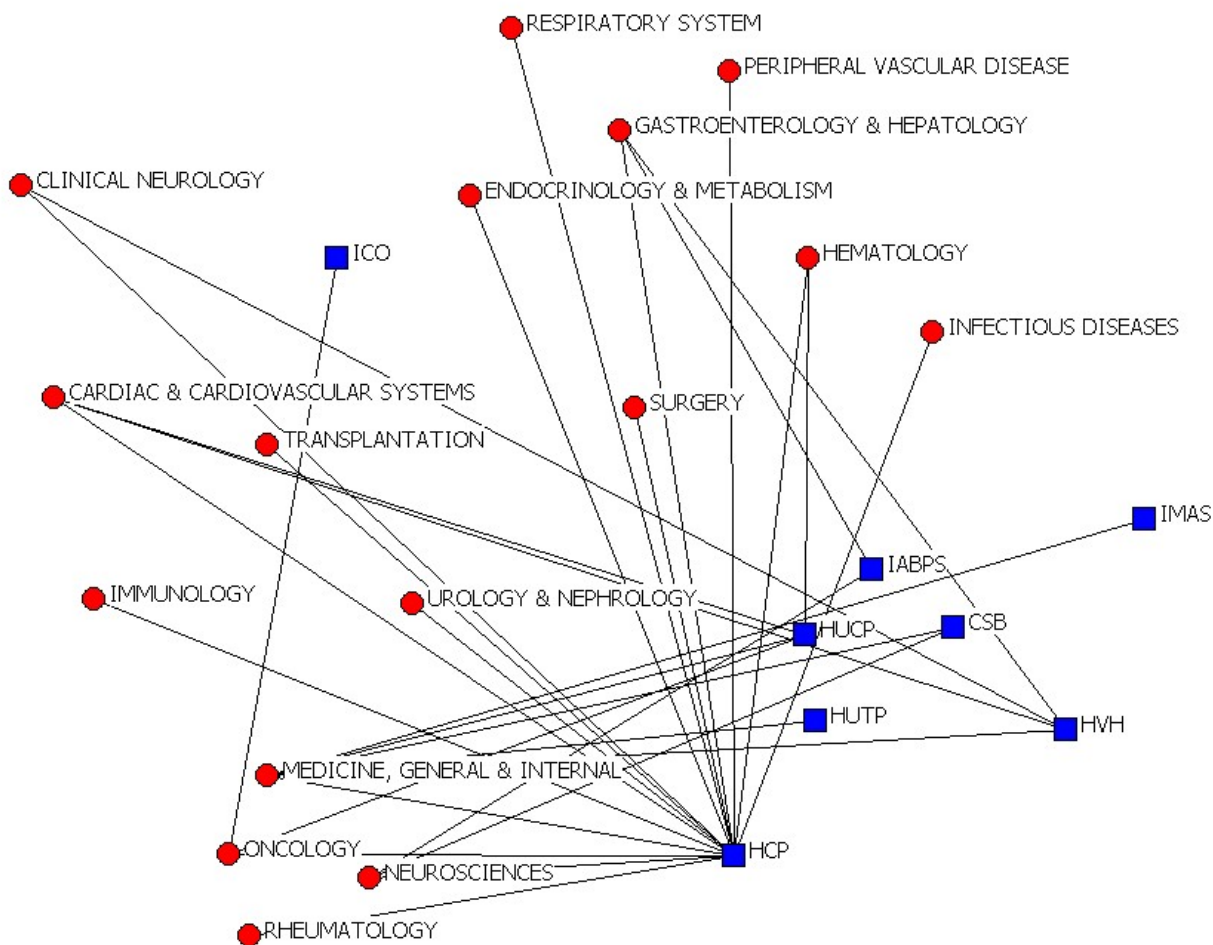 RESPIRATORY SYSTEM
PERIPHERAL VASCULAR DISEASE
GASTROENTEROLOGY & HEPATOLOGY
CLINICAL NEUROLOGY
ENDOCRINOLOGY & METABOLISM
ICO
HEMATOLOGY
INFECTIOUS DISEASES
CARDIAC & CARDIOVASCULAR SYSTEMS
SURGERY
TRANSPLANTATION
IMAS
IABPS
IMMUNOLOGY
UROLOGY & NEPHROLOGY
CSB
HUCP
HUTP
HVH
MEDICINE, GENERAL & INTERNAL
ONCOLOGY
HCP
NEUROSCIENCES
RHEUMATOLOGY